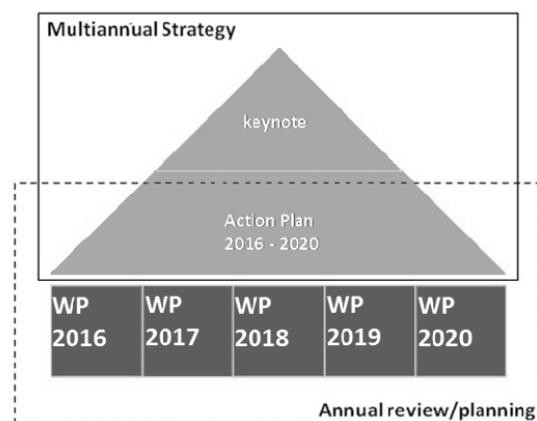 Multiannual Strategy
keynote
Action Plan
2016 - 2020
WP 2016
WP 2017
WP 2018
WP 2019
WP 2020
Annual review/planning